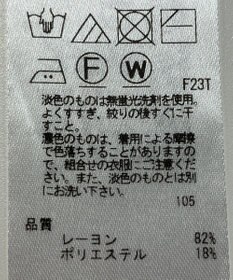 F
W
F23T
淡色のものは無蛍光洗剤を使用。
よくすすぎ、絞りの後すぐに干
すこと。
濃色のものは、着用による摩擦
で色落ちすることがありますの
で、組合せの衣服にご注意くださ
い。また、淡色のものとは別
にお洗い下さい。
105
品質
レーヨン 82%
ポリエステル 18%